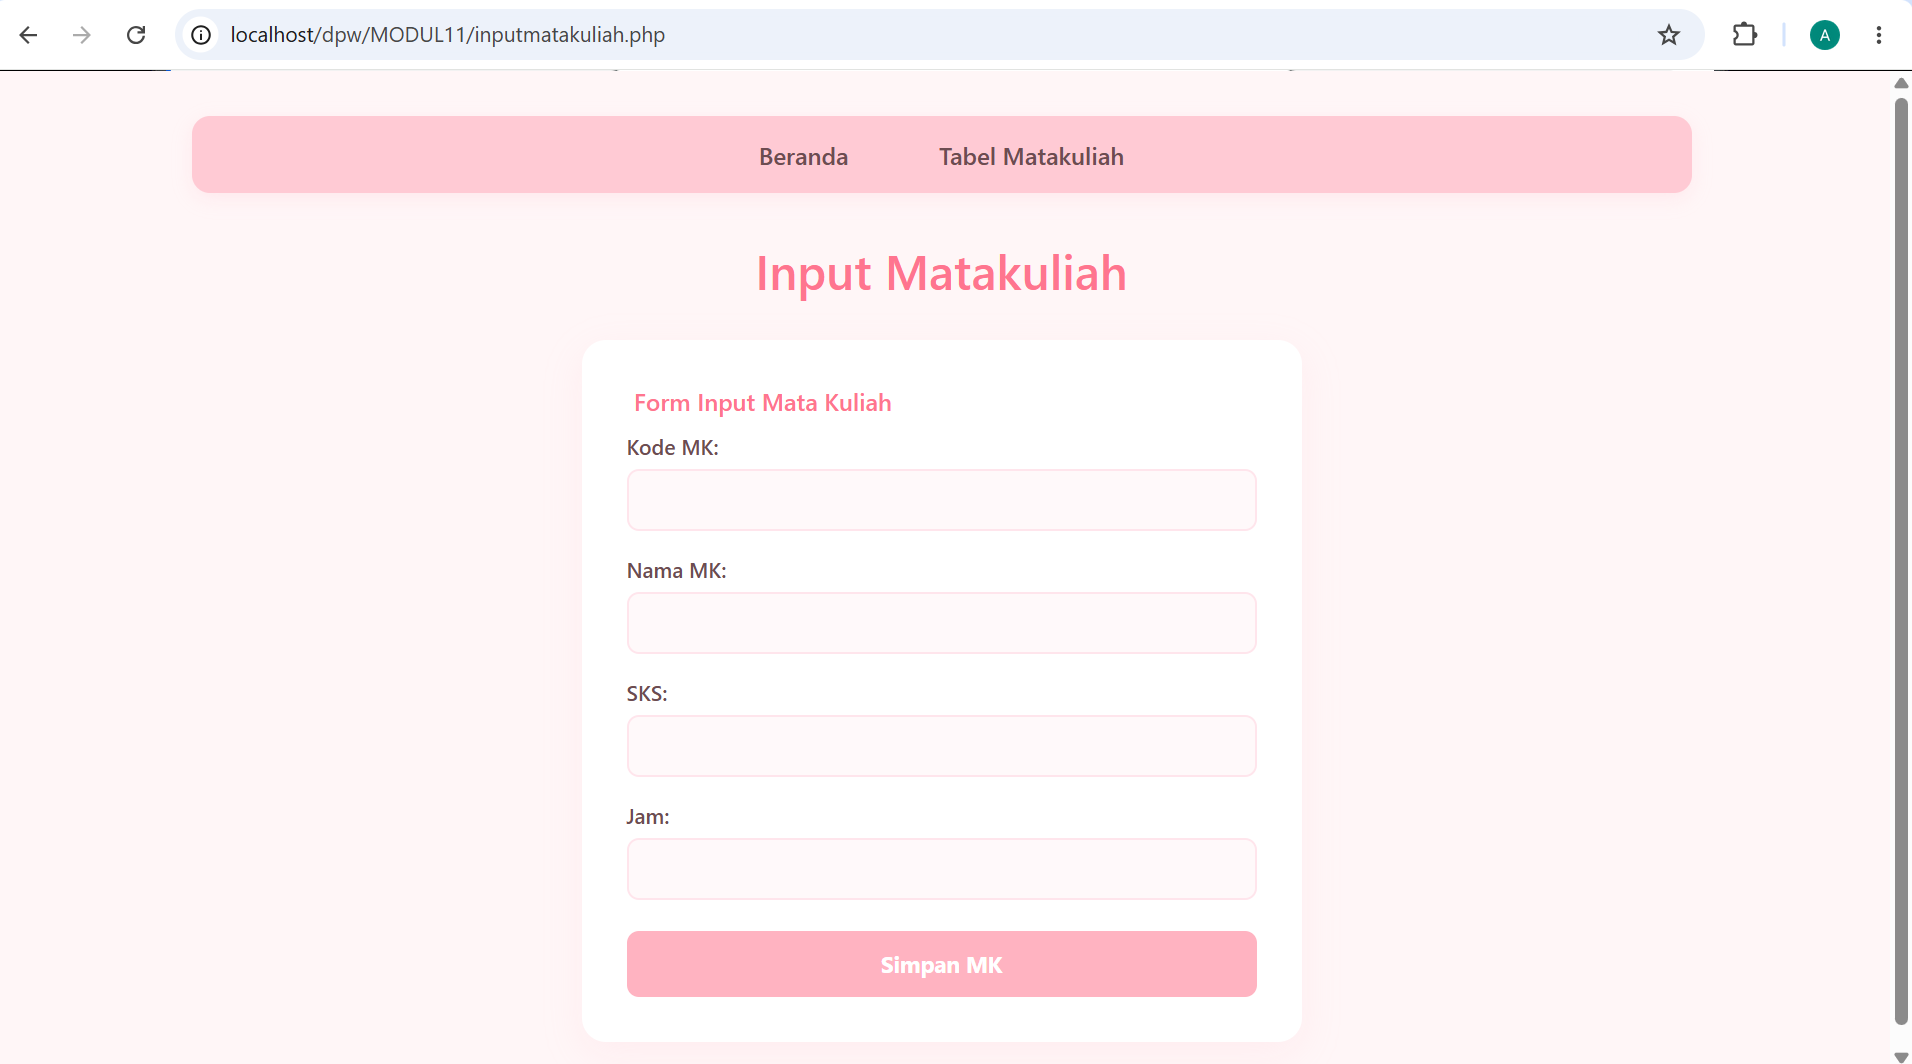 localhost/dpw/MODUL11/inputmatakuliah.php
A
Beranda Tabel Matakuliah
Input Matakuliah
Form Input Mata Kuliah
Kode MK:
Nama MK:
SKS:
Jam:
Simpan MK